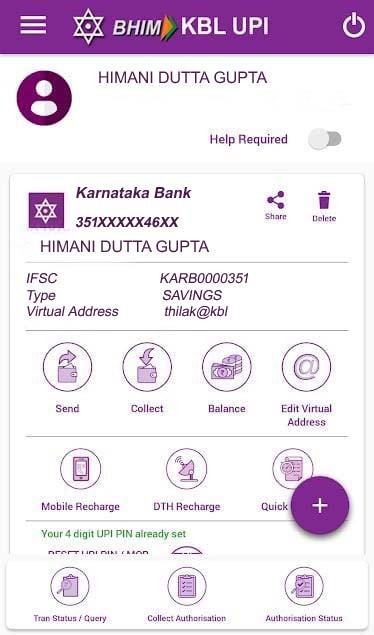 BHIM KBL UPI
HIMANI DUTTA GUPTA
Help Required
Karnataka Bank
351XXXXX46XX
Share Delete
HIMANI DUTTA GUPTA
IFSC KARB0000351
Type SAVINGS
Virtual Address thilak@kbl
Send Collect Balance Edit Virtual
Address
Mobile Recharge DTH Recharge Quick
+
Your 4 digit UPI PIN already set
RESET UPI PIN / MOB
Tran Status / Query Collect Authorisation Authorisation Status